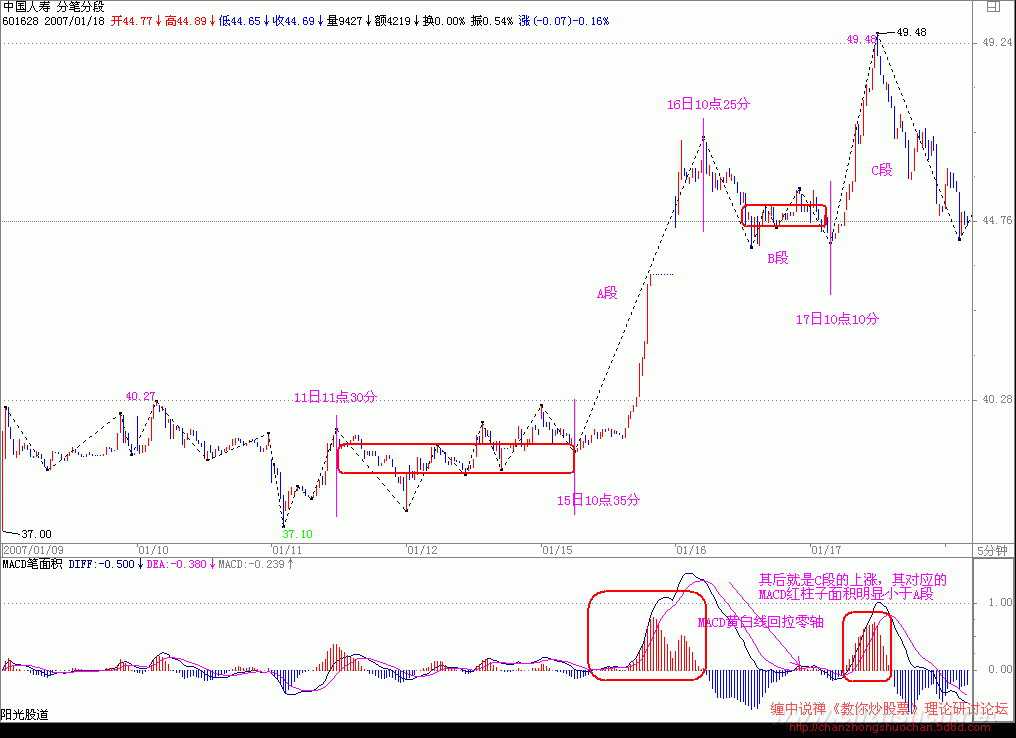 中国人寿 分笔分段
601628 2007/01/18 开44.77↓高44.89↓低44.65↓收44.69↓量9427↓额4219↓换0.00% 振0.54% 涨(-0.07)-0.16%
49.48
49.48
49.24
16日10点25分
C段
44.76
B段
A段
17日10点10分
40.27
11日11点30分
40.28
15日10点35分
37.00
37.10
2007/01/09 01/10 01/11 01/12 01/15 01/16 01/17 5分钟
MACD笔面积 DIFF:-0.500↓DEA:-0.380↓MACD:-0.239↑
其后就是C段的上涨，其对应的
MACD红柱子面积明显小于A段
1.00
MACD黄白线回拉零轴
0.00
缠中说禅《教你炒股票》理论研讨论坛
阳光股道
http://chanzhongshuochan.5d6d.com